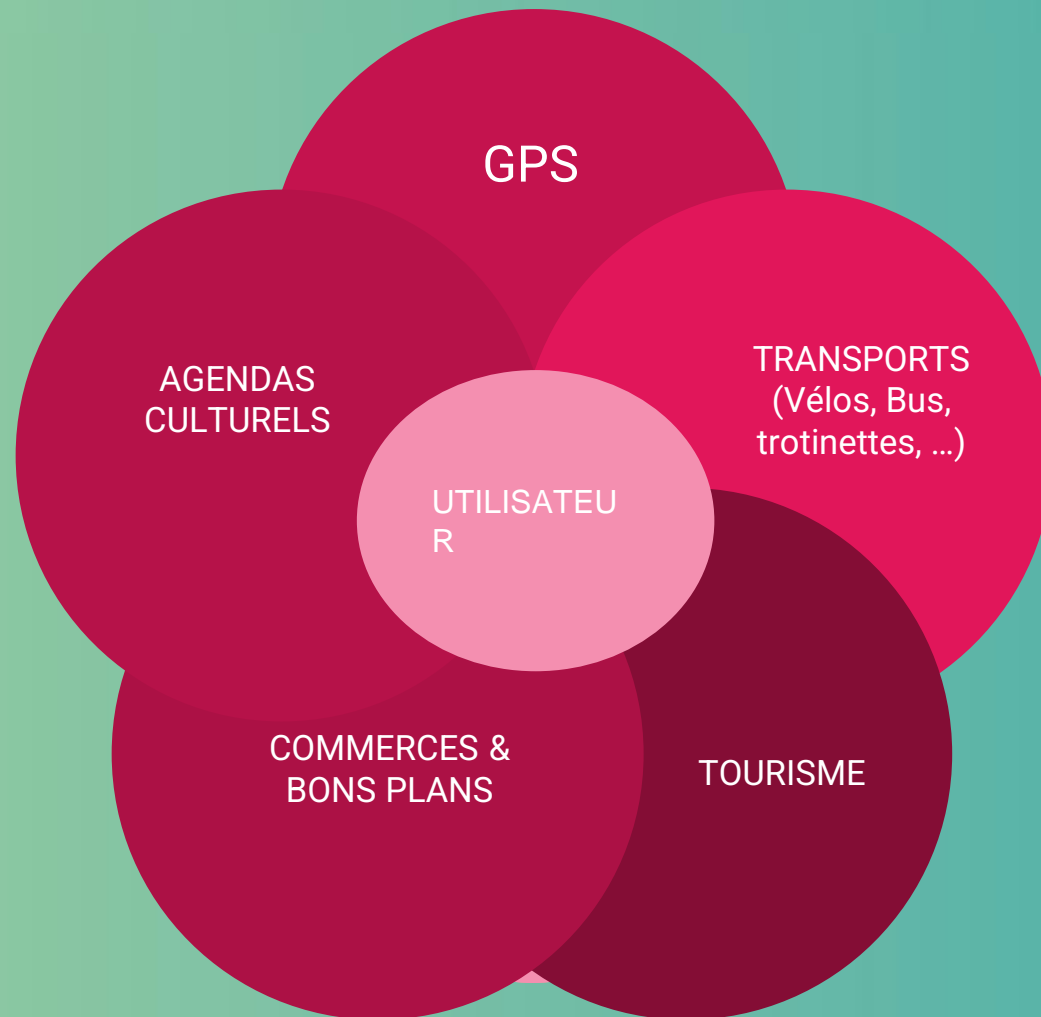 GPS
AGENDAS
CULTURELS
TRANSPORTS
(Vélos, Bus,
trotinettes, ...)
UTILISATEU
R
COMMERCES &
BONS PLANS
TOURISME